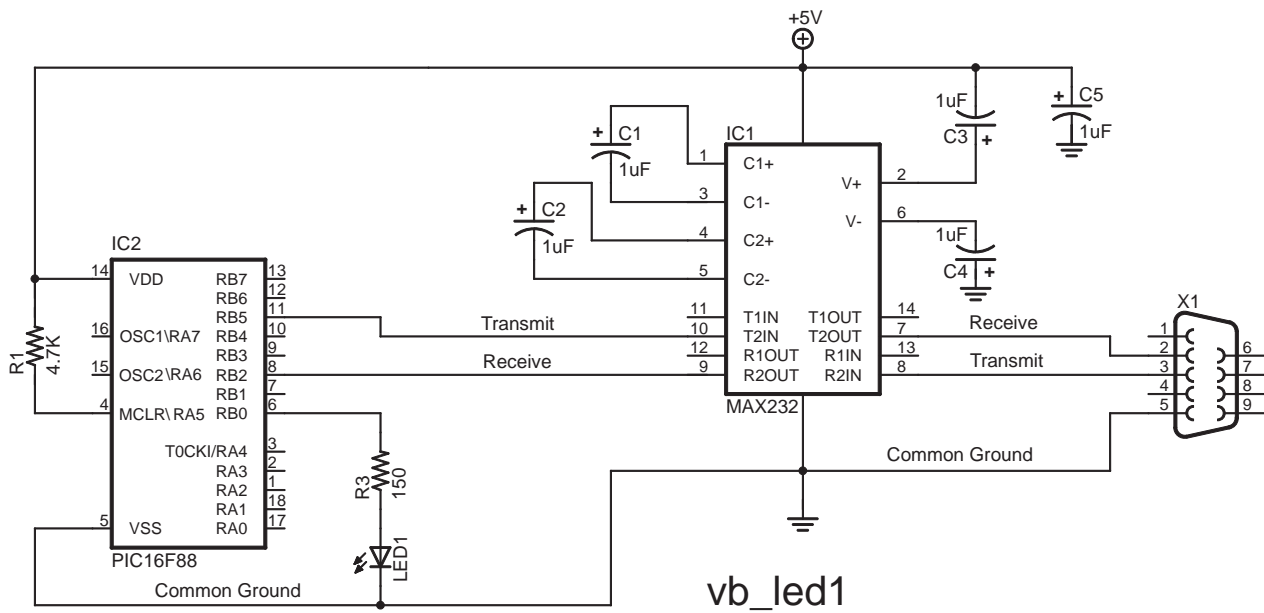 +5V
1uF
C3
+
+
C5
1uF
IC1
+
C1
1uF
1
C1+
3
C1-
V+
2
V-
6
+
C2
1uF
4
C2+
5
C2-
1uF
C4
+
IC2
14
VDD
RB7
13
RB6
12
RB5
11
16
OSC1\RA7
RB4
10
RB3
9
15
OSC2\RA6
RB2
8
RB1
7
4
MCLR\RA5
RB0
6
T0CKI/RA4
3
RA3
2
RA2
1
RA1
18
5
VSS
RA0
17
PIC16F88
R1
4.7K
Transmit
Receive
11
T1IN
T1OUT
14
10
T2IN
T2OUT
7
12
R1OUT
R1IN
13
9
R2OUT
R2IN
8
MAX232
Receive
Transmit
X1
1
2
3
4
5
6
7
8
9
Common Ground
R3
150
LED1
Common Ground
vb_led1